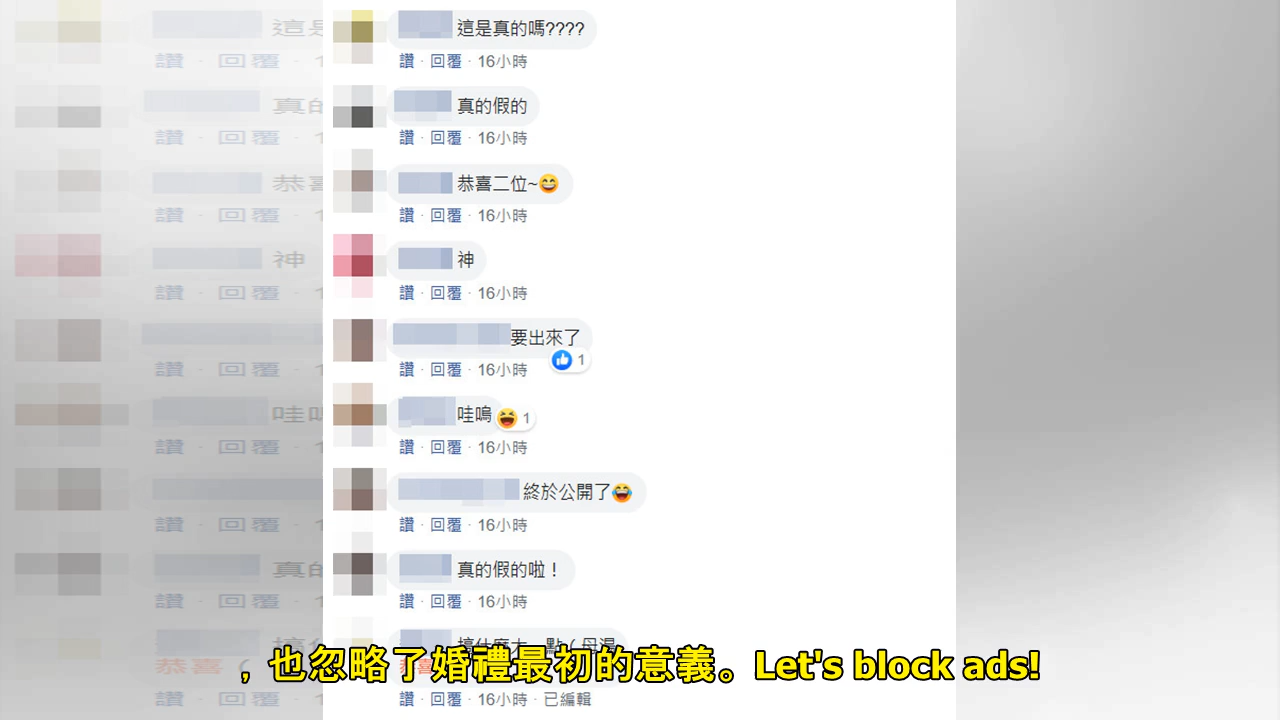 這是真的嗎????
讚 · 回覆 · 16小時
真的假的
讚 · 回覆 · 16小時
恭喜二位~😄
讚 · 回覆 · 16小時
神
讚 · 回覆 · 16小時
要出來了
1
讚 · 回覆 · 16小時
哇嗚
1
讚 · 回覆 · 16小時
終於公開了😂
讚 · 回覆 · 16小時
真的假的啦！
讚 · 回覆 · 16小時
，也忽略了婚禮最初的意義。Let's block ads!
讚 · 回覆 · 16小時 · 已編輯